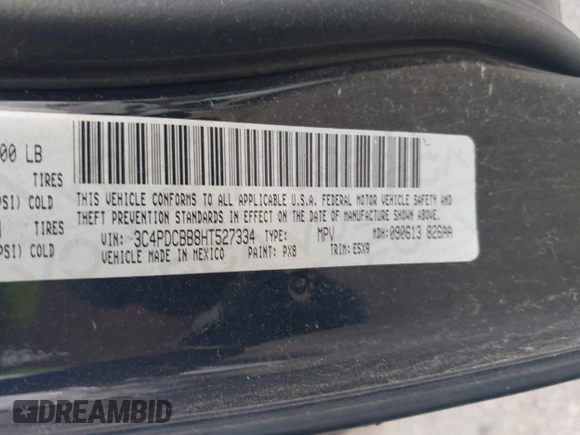 00 LB
TIRES
THIS VEHICLE CONFORMS TO ALL APPLICABLE U.S.A. FEDERAL MOTOR VEHICLE SAFETY AND
PSI) COLD
THEFT PREVENTION STANDARDS IN EFFECT ON THE DATE OF MANUFACTURE SHOWN ABOVE.
TIRES
VIN: 3C4PDCBB8HT527334 TYPE: MPV MDH: 090613 826AA
PSI) COLD
VEHICLE MADE IN MEXICO PAINT: PX8 TRIM: E5X9
DREAMBID